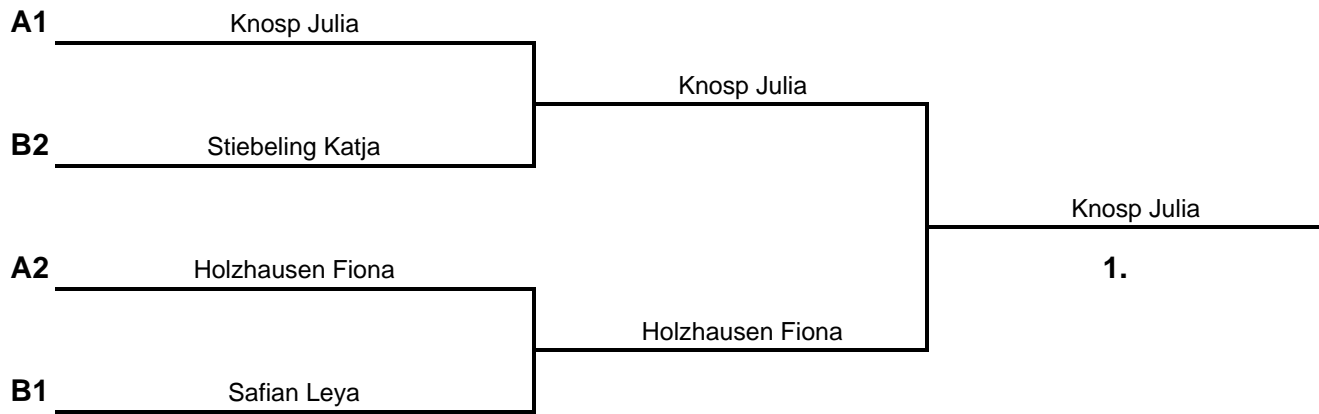 A1 Knosp Julia
Knosp Julia
B2 Stiebeling Katja
Knosp Julia
A2 Holzhausen Fiona
1.
Holzhausen Fiona
B1 Safian Leya